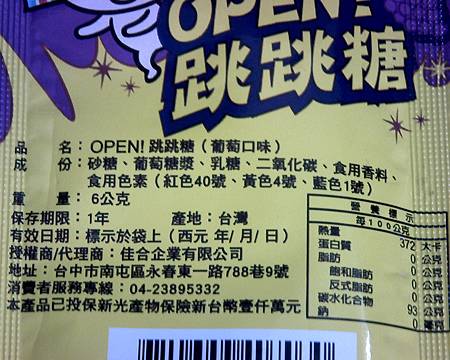 OPEN!
跳跳糖
品　　名：OPEN! 跳跳糖（葡萄口味）
成　　份：砂糖、葡萄糖漿、乳糖、二氧化碳、食用香料、
食用色素（紅色40號、黃色4號、藍色1號）
重　　量：6公克
保存期限：1年　　產地：台灣
有效日期：標示於袋上（西元 年/ 月/ 日）
授權商/代理商：佳合企業有限公司
地址：台中市南屯區永春東一路788巷9號
消費者服務專線：04-23895332
本產品已投保新光產物保險新台幣壹仟萬元
營養標示
每100公克
熱量 372 大卡
蛋白質 0 公克
脂肪 0 公克
飽和脂肪 0 公克
反式脂肪 0 公克
碳水化合物 93 公克
鈉 0 毫克